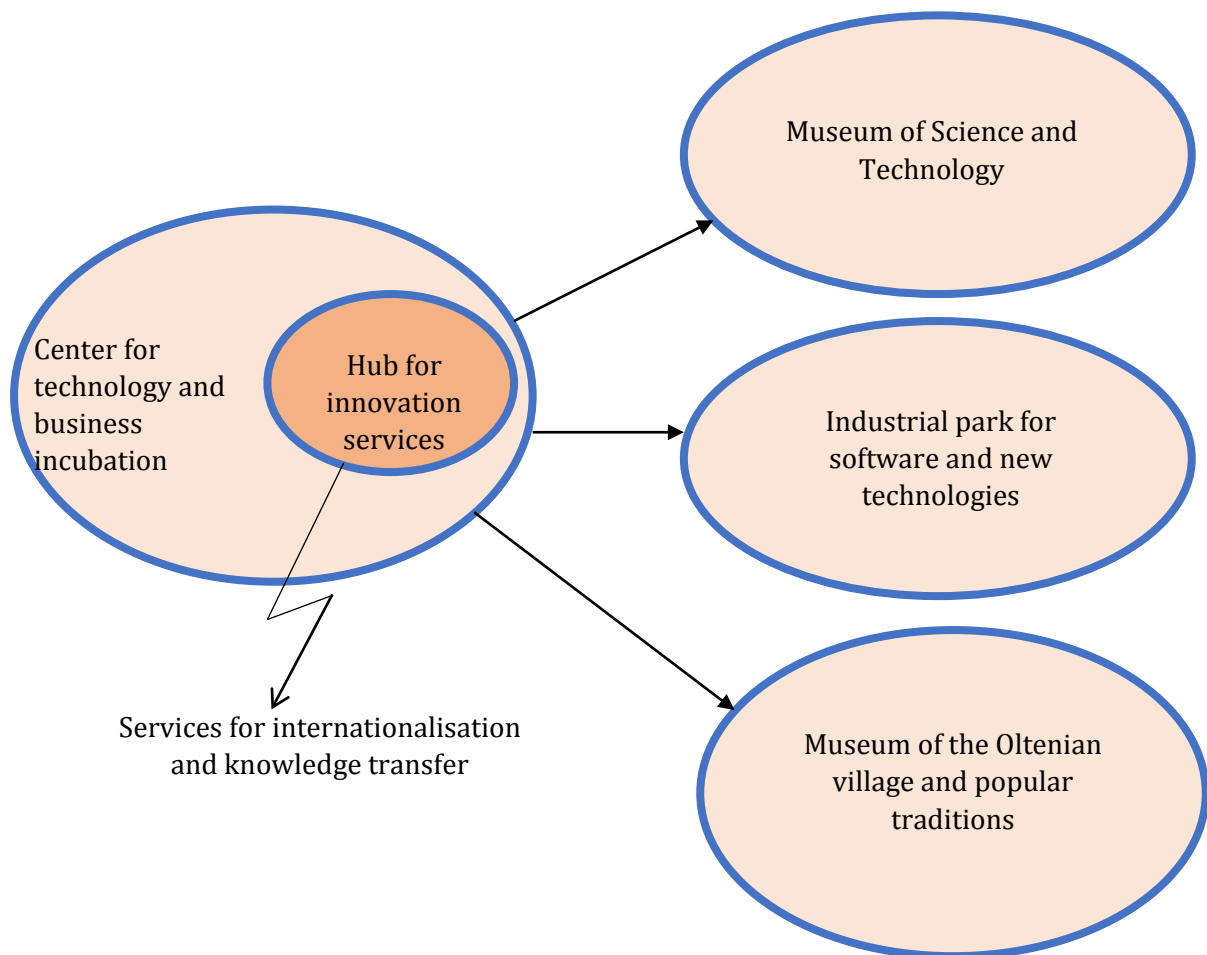 Museum of Science and
Technology
Center for
technology and
business
incubation
Hub for
innovation
services
Industrial park for
software and new
technologies
Services for internationalisation
and knowledge transfer
Museum of the Oltenian
village and popular
traditions